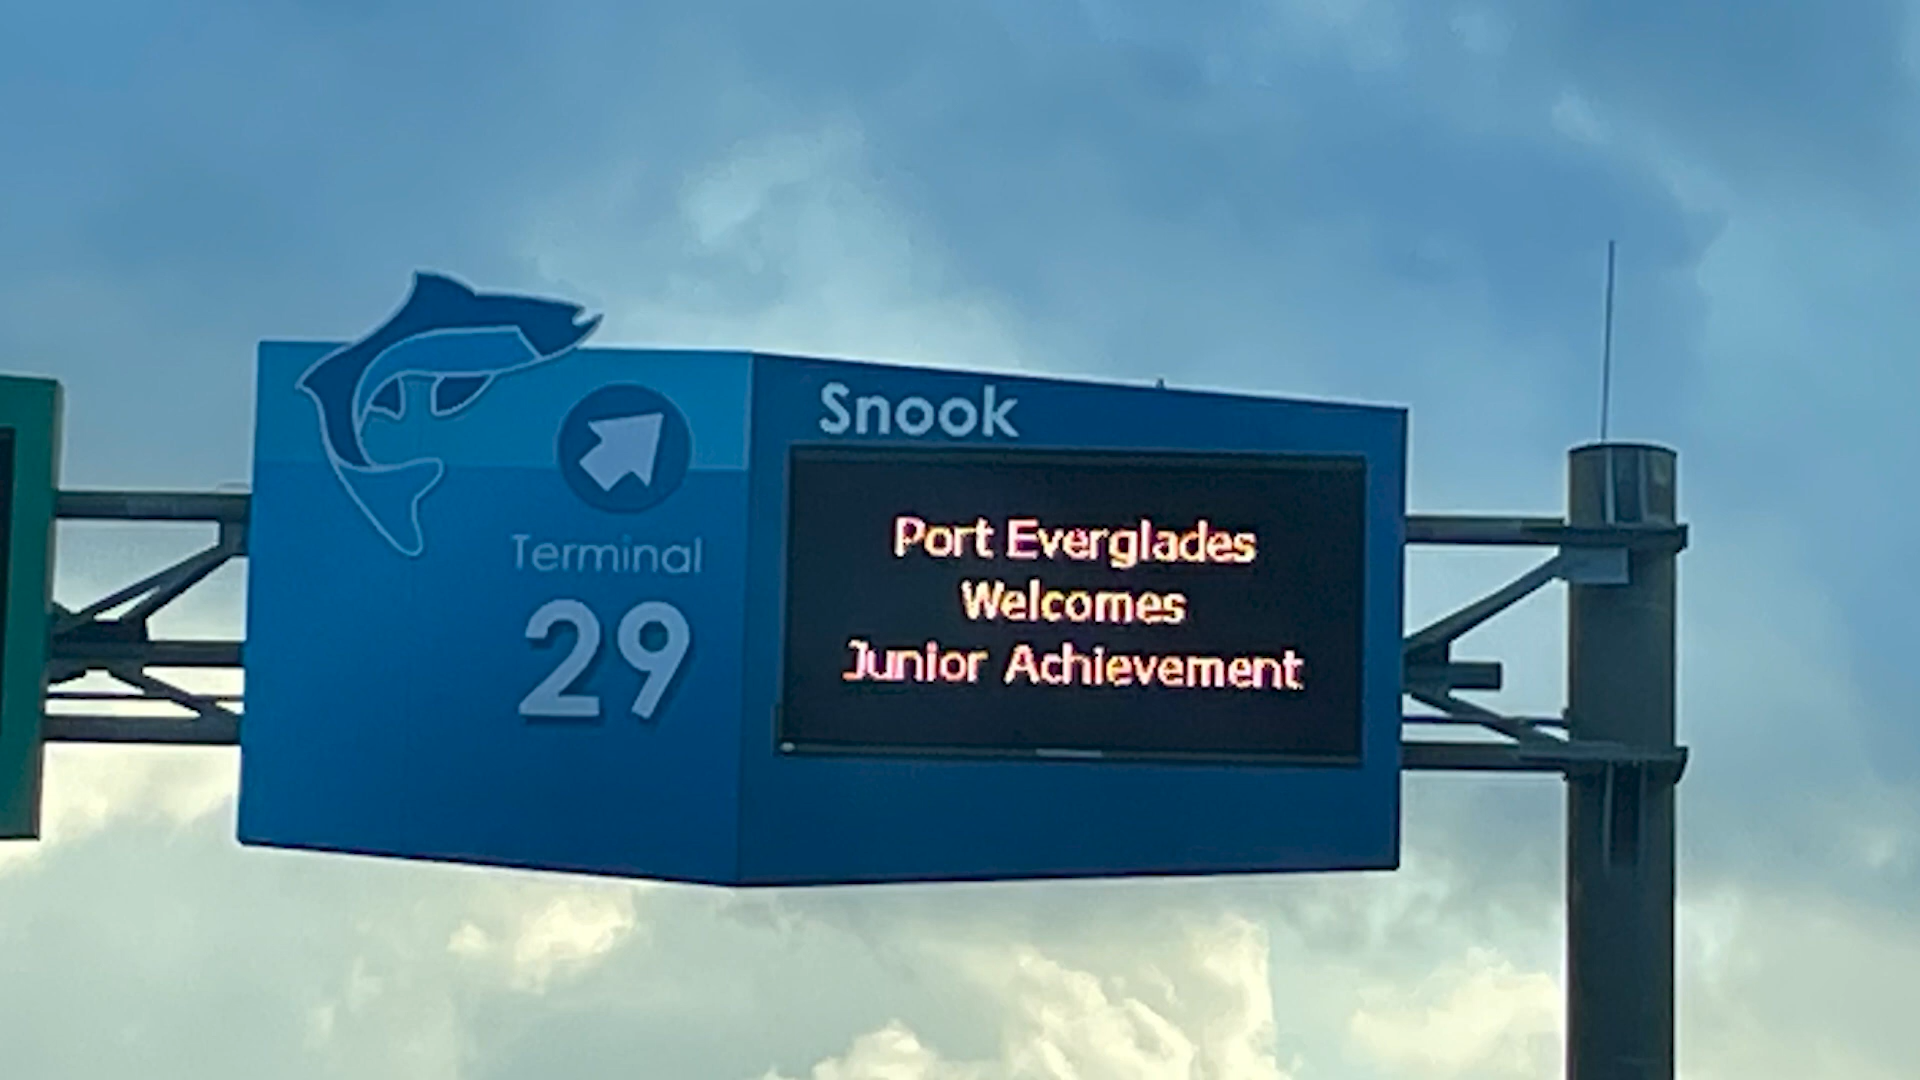 Terminal
29
Snook
Port Everglades
Welcomes
Junior Achievement